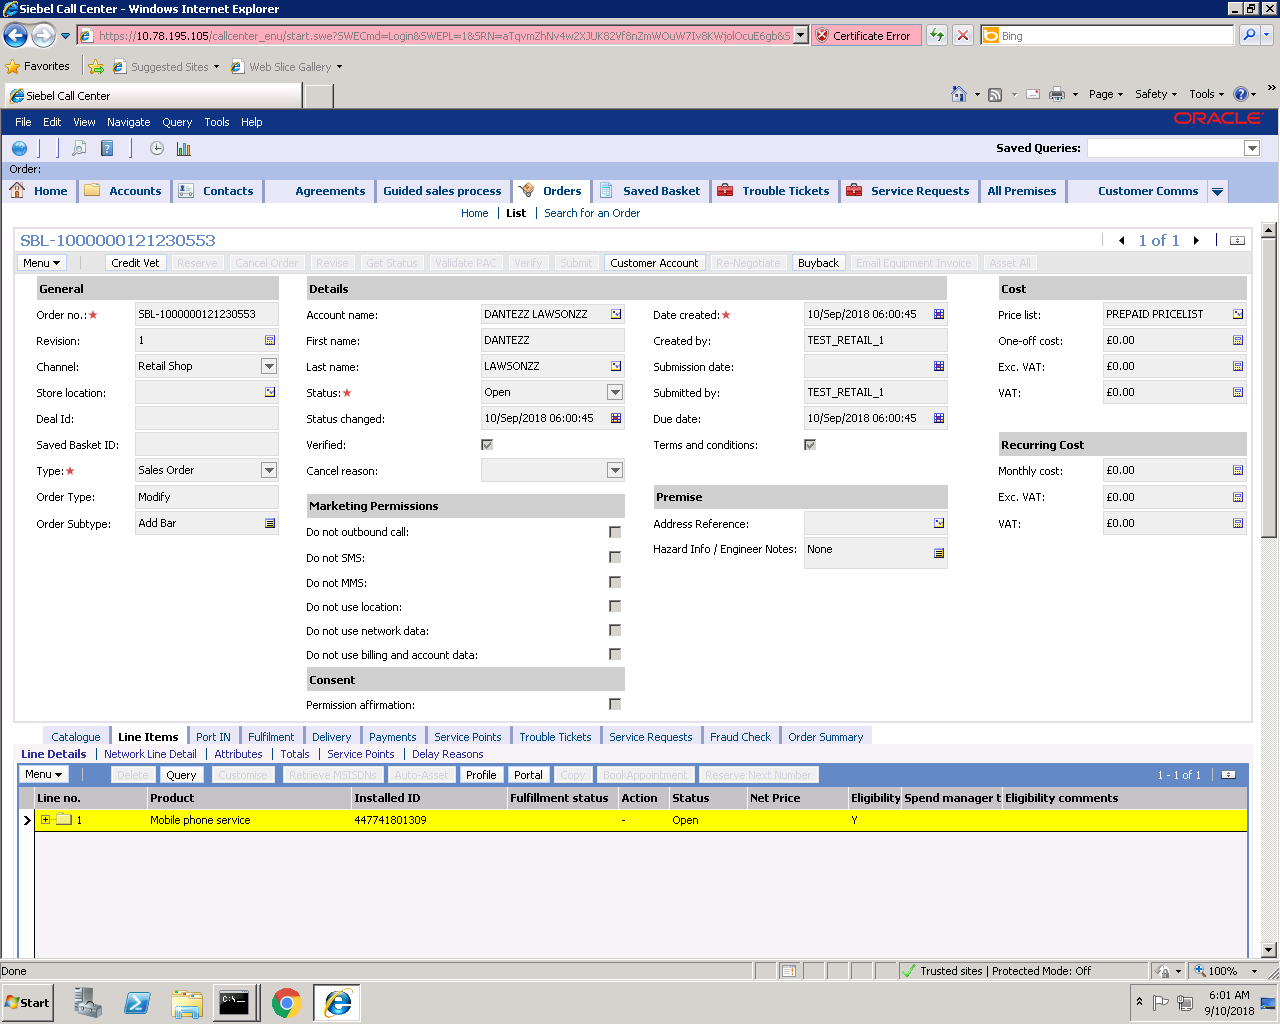 Siebel Call Center - Windows Internet Explorer
https://10.78.195.105/callcenter_enu/start.swe?SWECmd=Login&SWEPL=1&SRN=
Certificate Error
Bing
Favorites Suggested Sites Web Slice Gallery
Siebel Call Center
Page Safety Tools »
File Edit View Navigate Query Tools Help
ORACLE
Saved Queries:
Order:
Home Accounts Contacts Agreements Guided sales process Orders Saved Basket Trouble Tickets Service Requests All Premises Customer Comms
Home List Search for an Order
SBL-1000000121230553
1 of 1
Menu Credit Vet Reserve Cancel Order Revise Get Status Validate PAC Verify Submit Customer Account Re-Negotiate Buyback Email Equipment Invoice Asset All
General
Order no.: SBL-1000000121230553
Revision: 1
Channel: Retail Shop
Store location:
Deal Id:
Saved Basket ID:
Type: Sales Order
Order Type: Modify
Order Subtype: Add Bar
Details
Account name: DANTEZZ LAWSONZZ
First name: DANTEZZ
Last name: LAWSONZZ
Status: Open
Status changed: 10/Sep/2018 06:00:45
Verified:
Cancel reason:
Date created: 10/Sep/2018 06:00:45
Created by: TEST_RETAIL_1
Submission date:
Submitted by: TEST_RETAIL_1
Due date: 10/Sep/2018 06:00:45
Terms and conditions:
Marketing Permissions
Do not outbound call:
Do not SMS:
Do not MMS:
Do not use location:
Do not use network data:
Do not use billing and account data:
Consent
Permission affirmation:
Premise
Address Reference:
Hazard Info / Engineer Notes: None
Cost
Price list: PREPAID PRICELIST
One-off cost: £0.00
Exc. VAT: £0.00
VAT: £0.00
Recurring Cost
Monthly cost: £0.00
Exc. VAT: £0.00
VAT: £0.00
Catalogue Line Items Port IN Fulfilment Delivery Payments Service Points Trouble Tickets Service Requests Fraud Check Order Summary
Line Details Network Line Detail Attributes Totals Service Points Delay Reasons
Menu Delete Query Customise Retrieve MSISDNs Auto-Asset Profile Portal Copy BookAppointment Reserve Next Number
1 - 1 of 1
Line no. Product Installed ID Fulfillment status Action Status Net Price Eligibility Spend manager t Eligibility comments
1 Mobile phone service 447741801309 - Open Y
Done
Trusted sites | Protected Mode: Off
100%
Start
C:\.
6:01 AM
9/10/2018